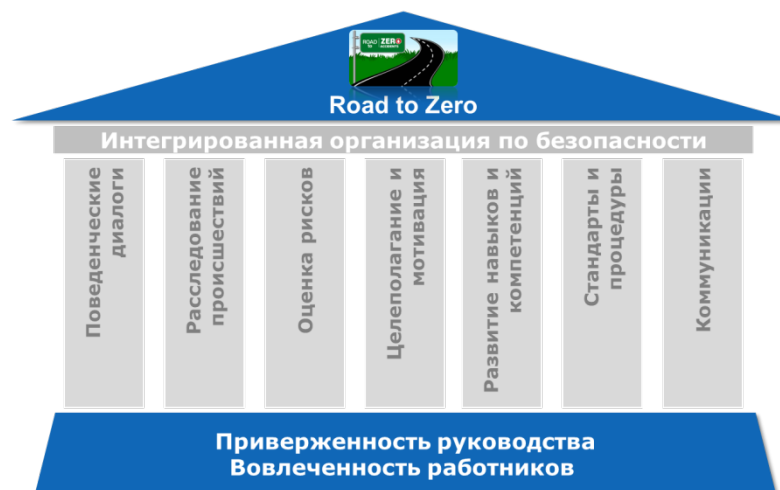 ROAD ZERO
TO
Road to Zero
Интегрированная организация по безопасности
Поведенческие
диалоги
Расследование
происшествий
Оценка рисков
Целеполагание и
мотивация
Развитие навыков и
компетенций
Стандарты и
процедуры
Коммуникации
Приверженность руководства
Вовлеченность работников